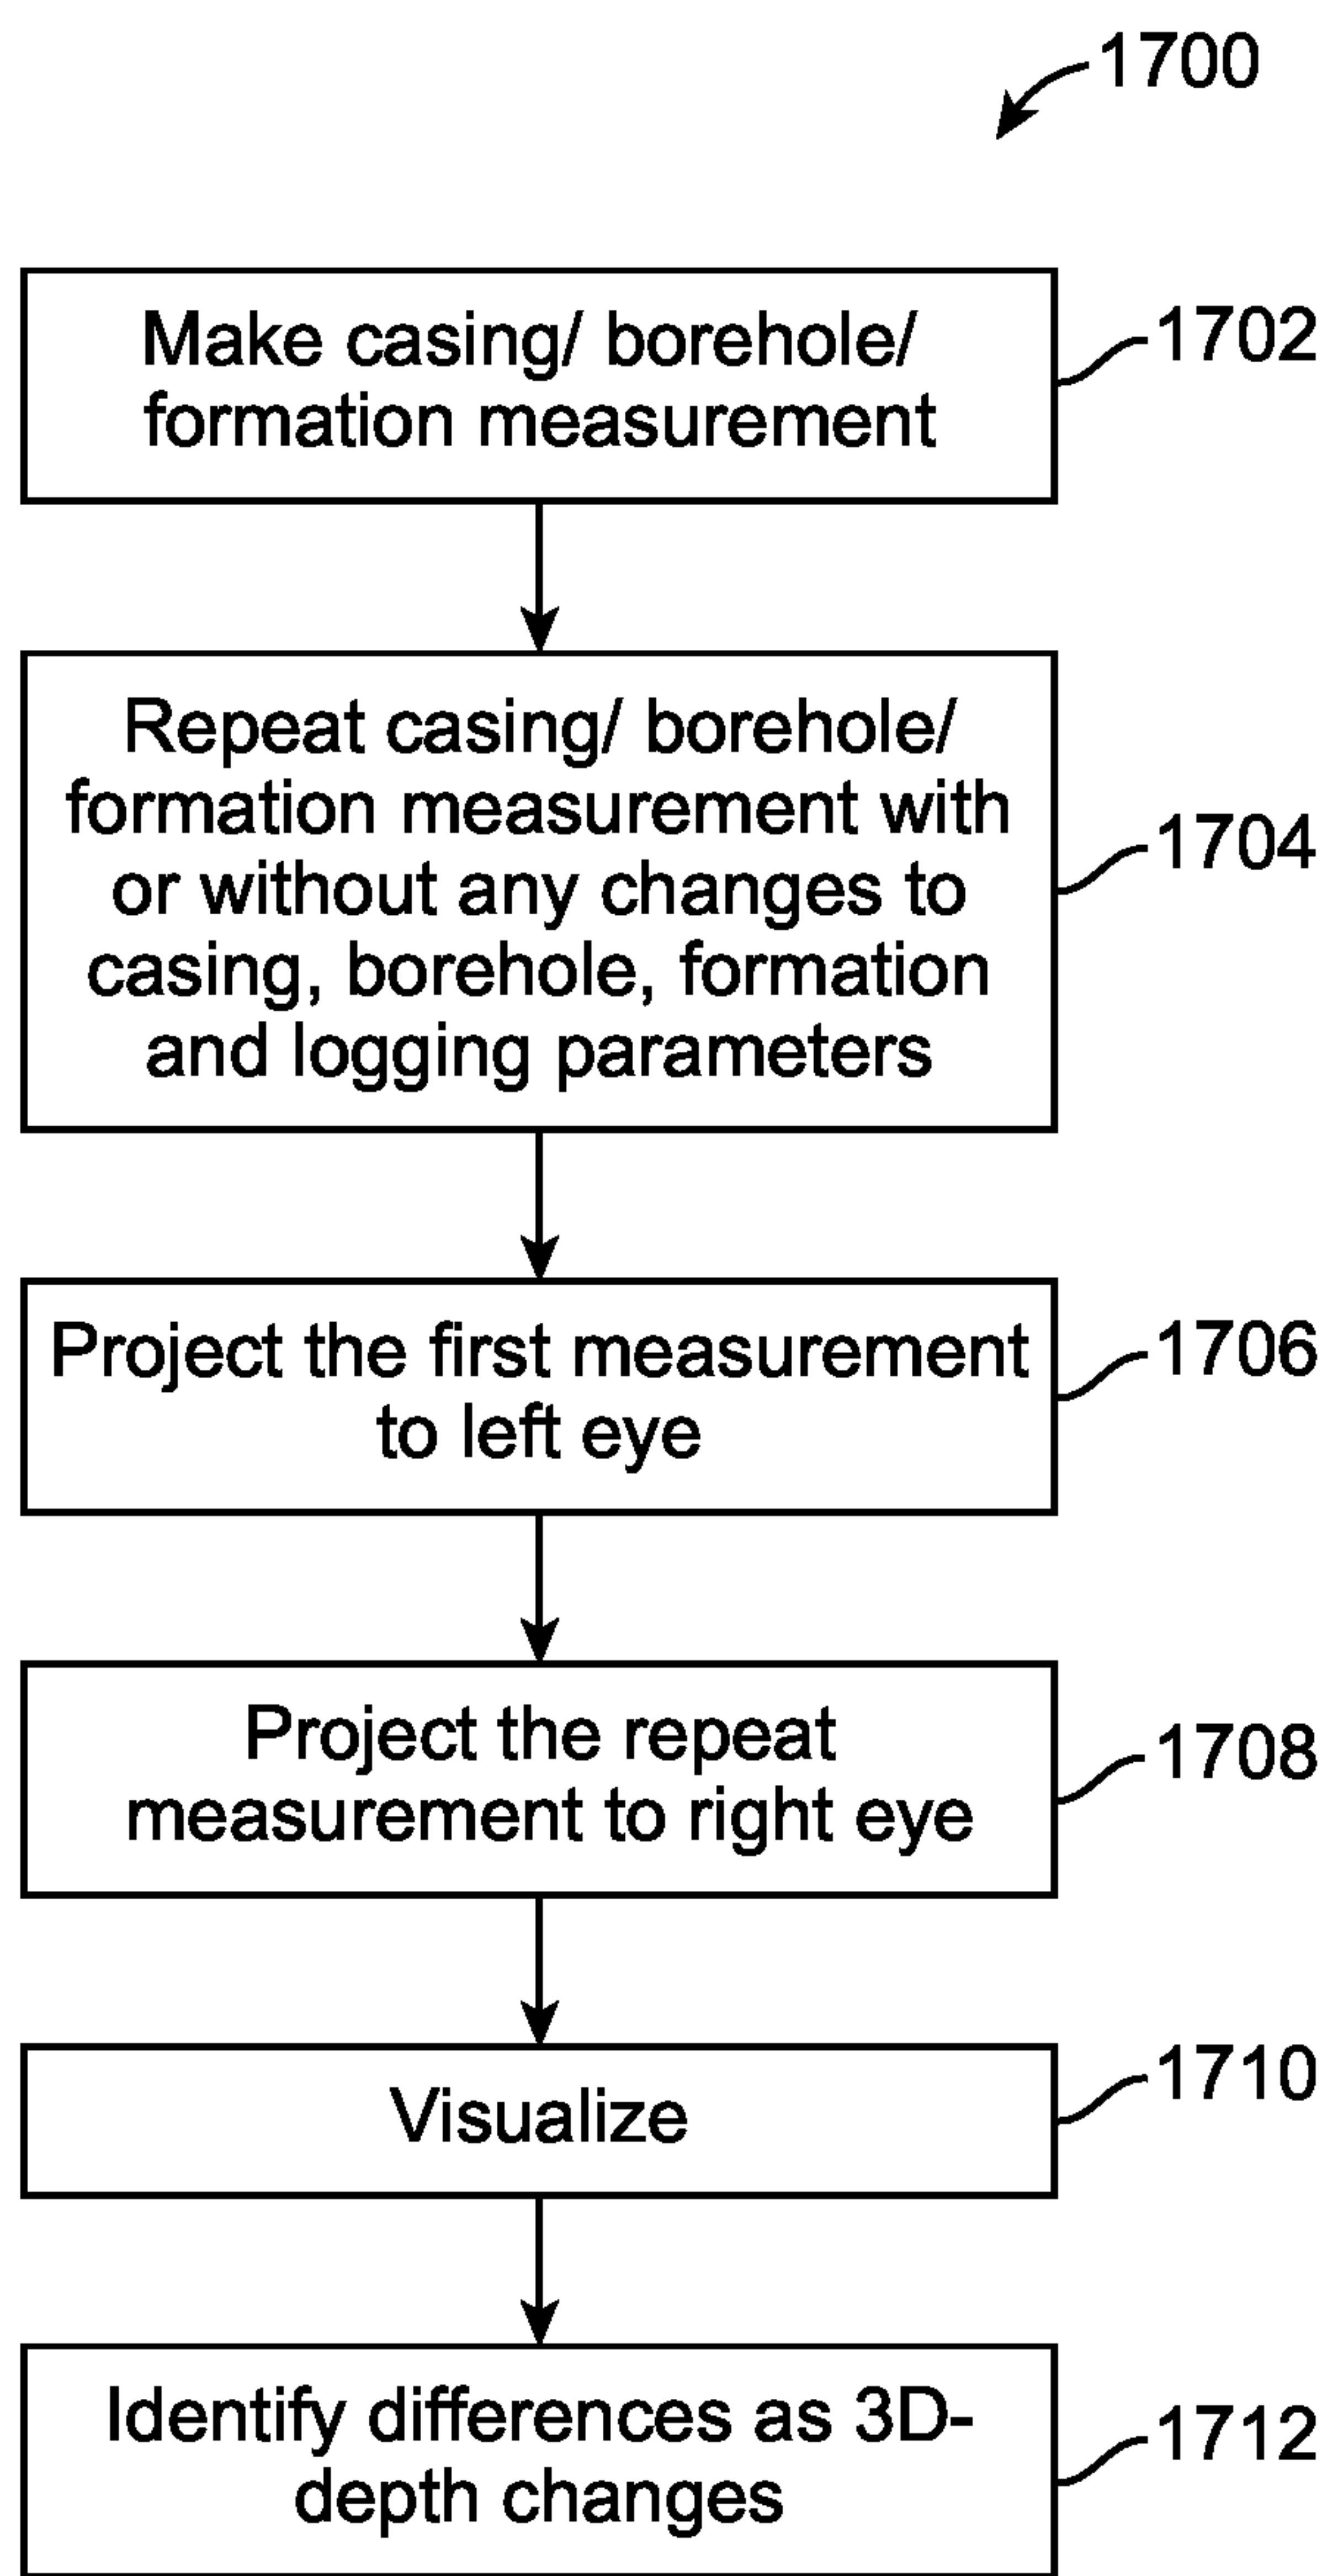 1700
Make casing/ borehole/
formation measurement
1702
Repeat casing/ borehole/
formation measurement with
or without any changes to
casing, borehole, formation
and logging parameters
1704
Project the first measurement
to left eye
1706
Project the repeat
measurement to right eye
1708
Visualize
1710
Identify differences as 3D-
depth changes
1712